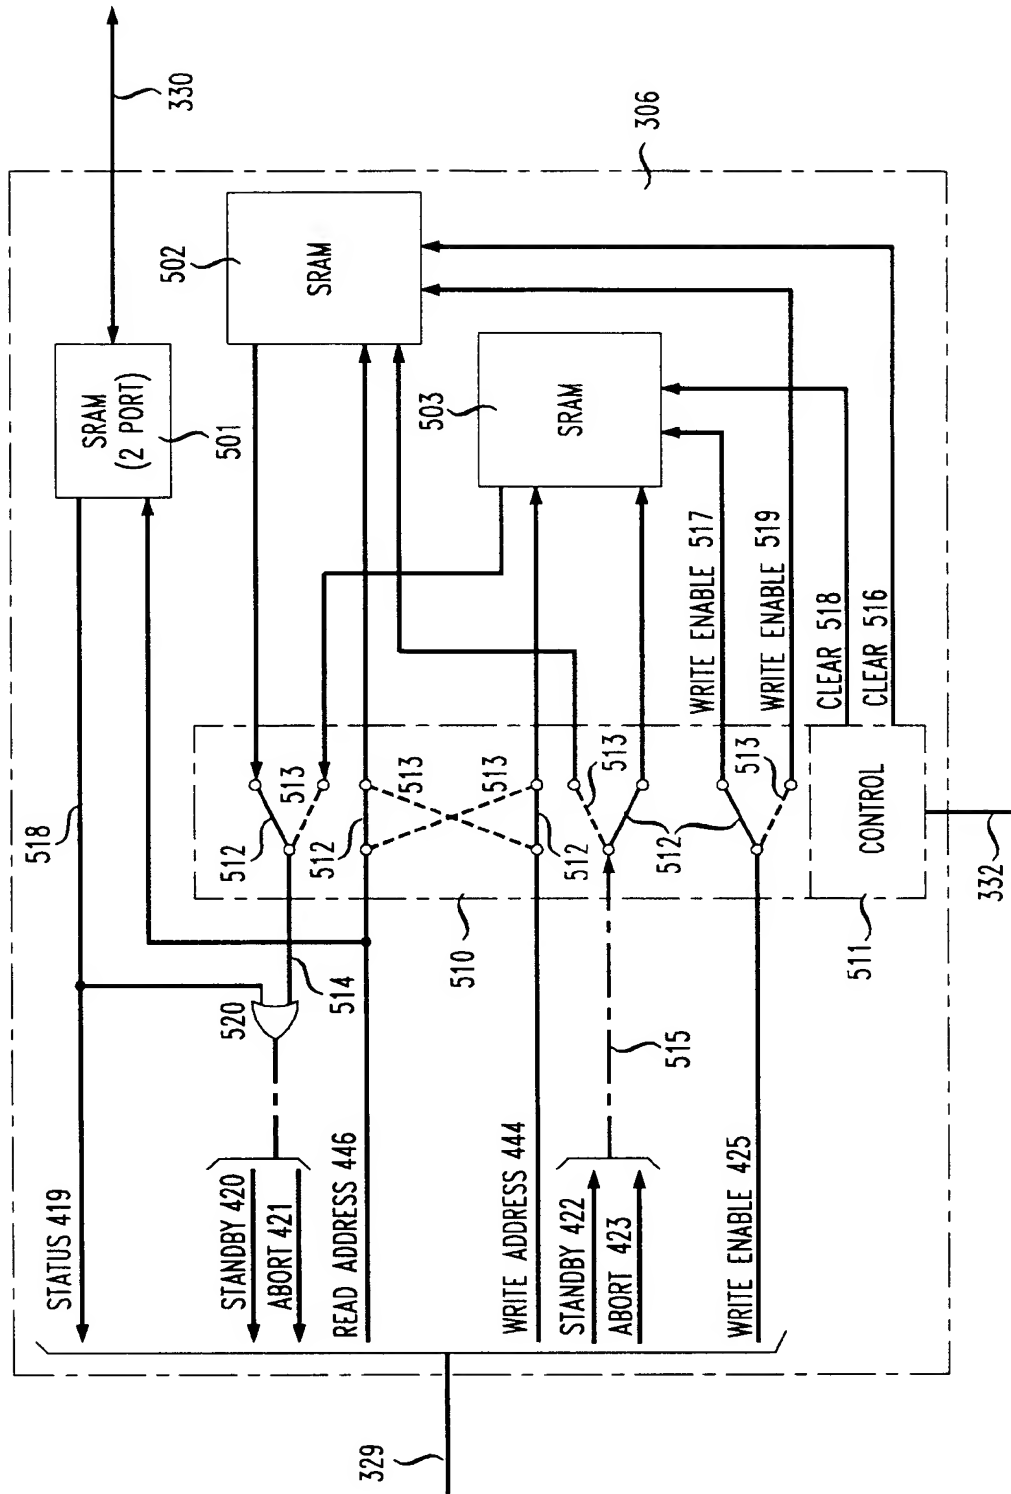 330
306
SRAM
(2 PORT)
501
502
SRAM
503
SRAM
518
WRITE ENABLE 517
WRITE ENABLE 519
CLEAR 518
CLEAR 516
512
513
512
513
513
512
513
512
513
CONTROL
511
332
510
514
520
515
STATUS 419
STANDBY 420
ABORT 421
READ ADDRESS 446
WRITE ADDRESS 444
STANDBY 422
ABORT 423
WRITE ENABLE 425
329